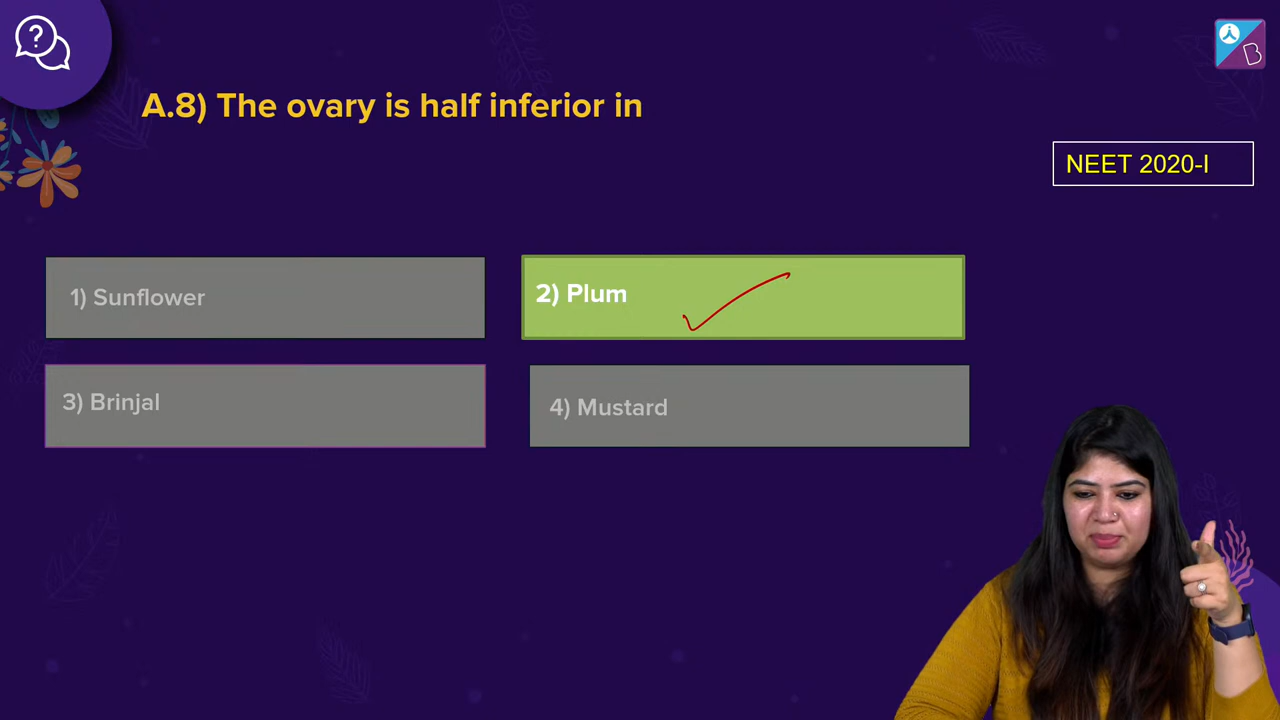 ?
A.8) The ovary is half inferior in
NEET 2020-I
1) Sunflower
2) Plum
3) Brinjal
4) Mustard
B